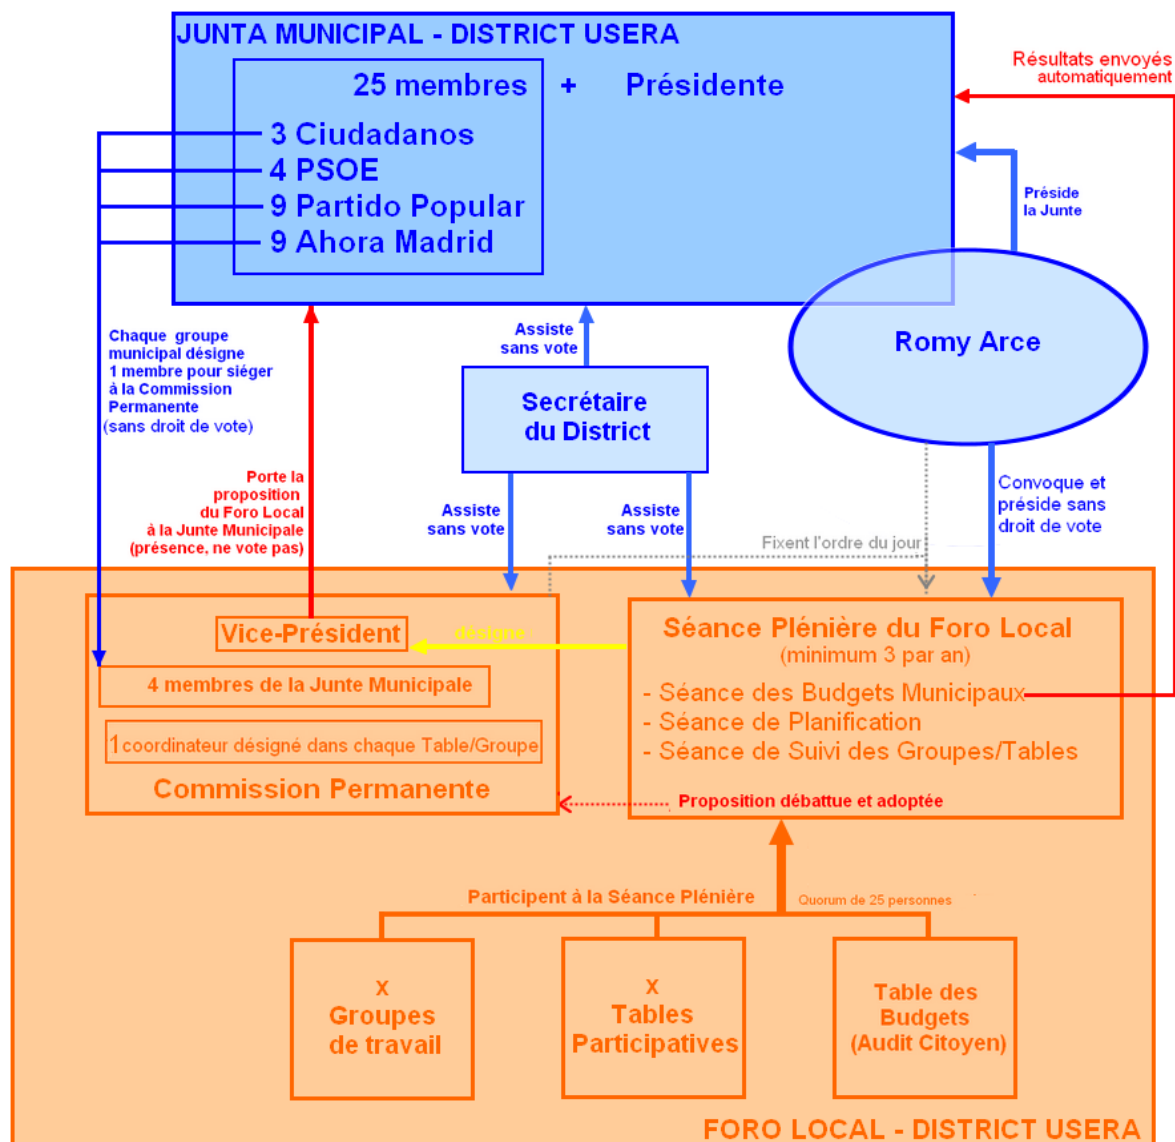 JUNTA MUNICIPAL - DISTRICT USERA
25 membres + Présidente
3 Ciudadanos
4 PSOE
9 Partido Popular
9 Ahora Madrid
Résultats envoyés
automatiquement
Préside
la Junte
Romy Arce
Chaque groupe
municipal désigne
1 membre pour siéger
à la Commission
Permanente
(sans droit de vote)
Assiste
sans vote
Secrétaire
du District
Porte la
proposition
du Foro Local
à la Junte Municipale
(présence, ne vote pas)
Assiste
sans vote
Assiste
sans vote
Convoque et
préside sans
droit de vote
Fixent l'ordre du jour
Vice-Président
désigne
4 membres de la Junte Municipale
1 coordinateur désigné dans chaque Table/Groupe
Commission Permanente
Séance Plénière du Foro Local
(minimum 3 par an)
- Séance des Budgets Municipaux
- Séance de Planification
- Séance de Suivi des Groupes/Tables
Proposition débattue et adoptée
Participent à la Séance Plénière
Quorum de 25 personnes
x
Groupes
de travail
x
Tables
Participatives
Table des
Budgets
(Audit Citoyen)
FORO LOCAL - DISTRICT USERA